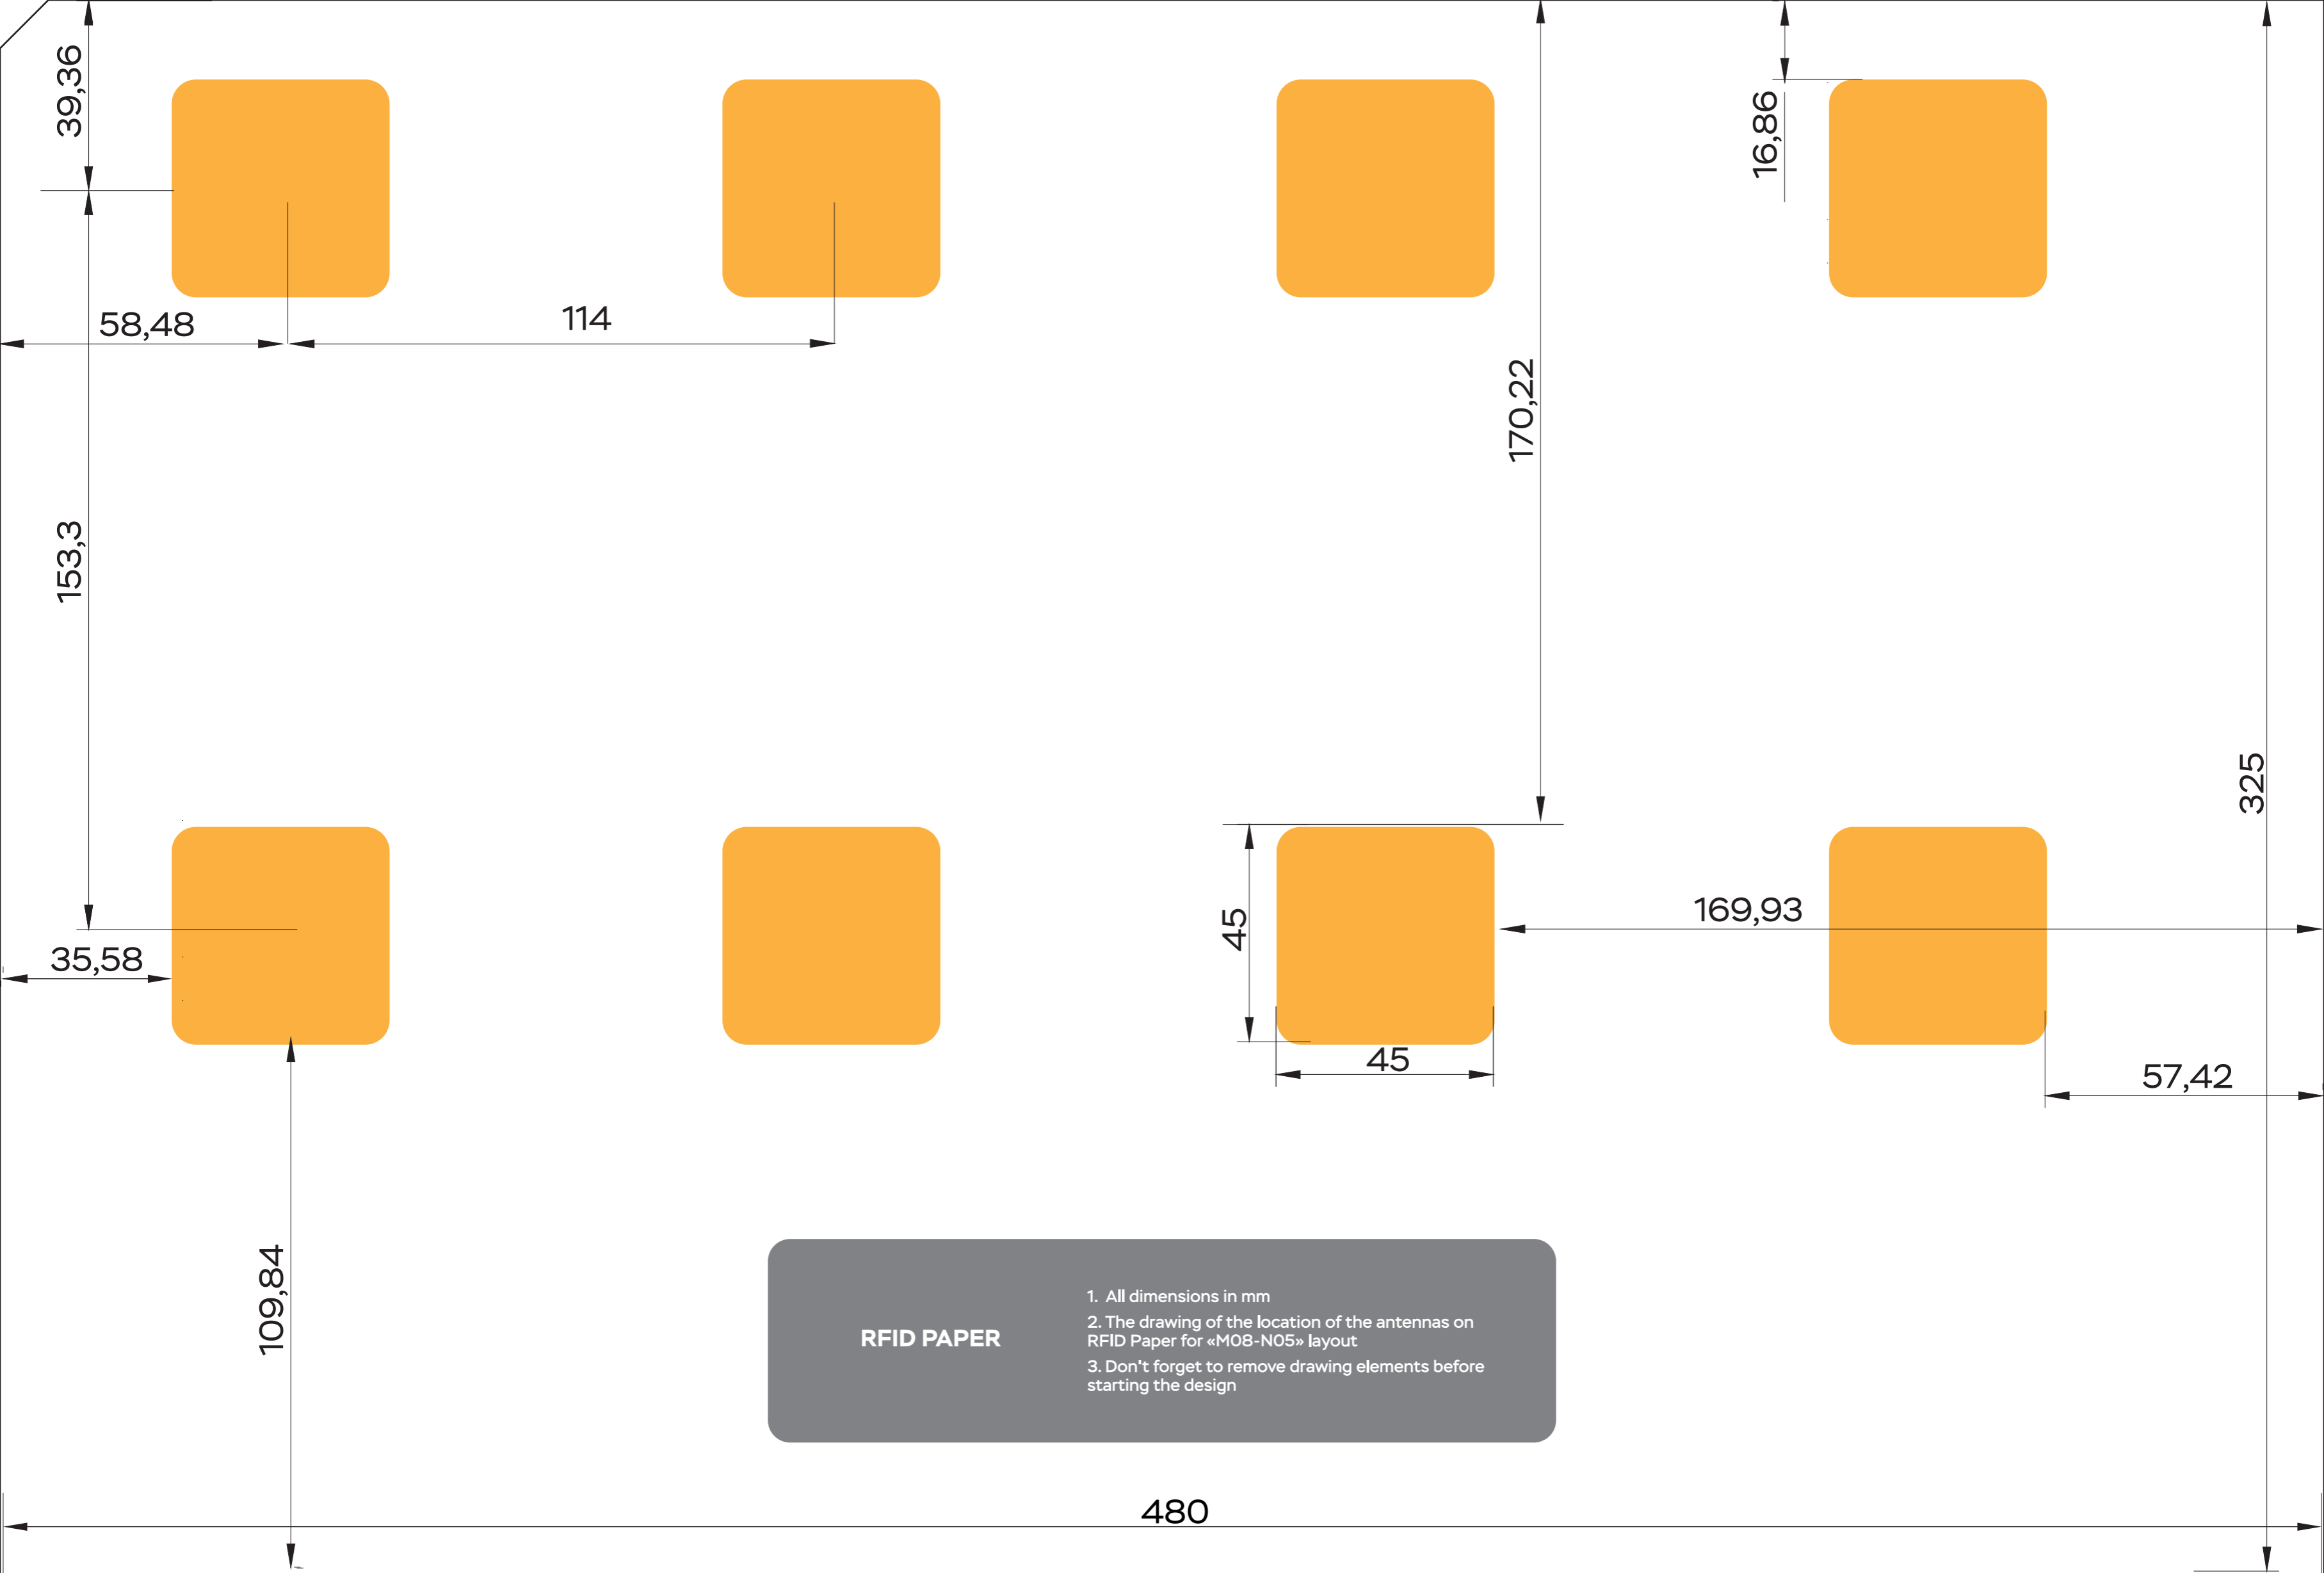 39,36
16,86
58,48
114
170,22
153,3
325
169,93
45
35,58
45
57,42
109,84
RFID PAPER
1. All dimensions in mm
2. The drawing of the location of the antennas on
RFID Paper for «M08-N05» layout
3. Don't forget to remove drawing elements before
starting the design
480